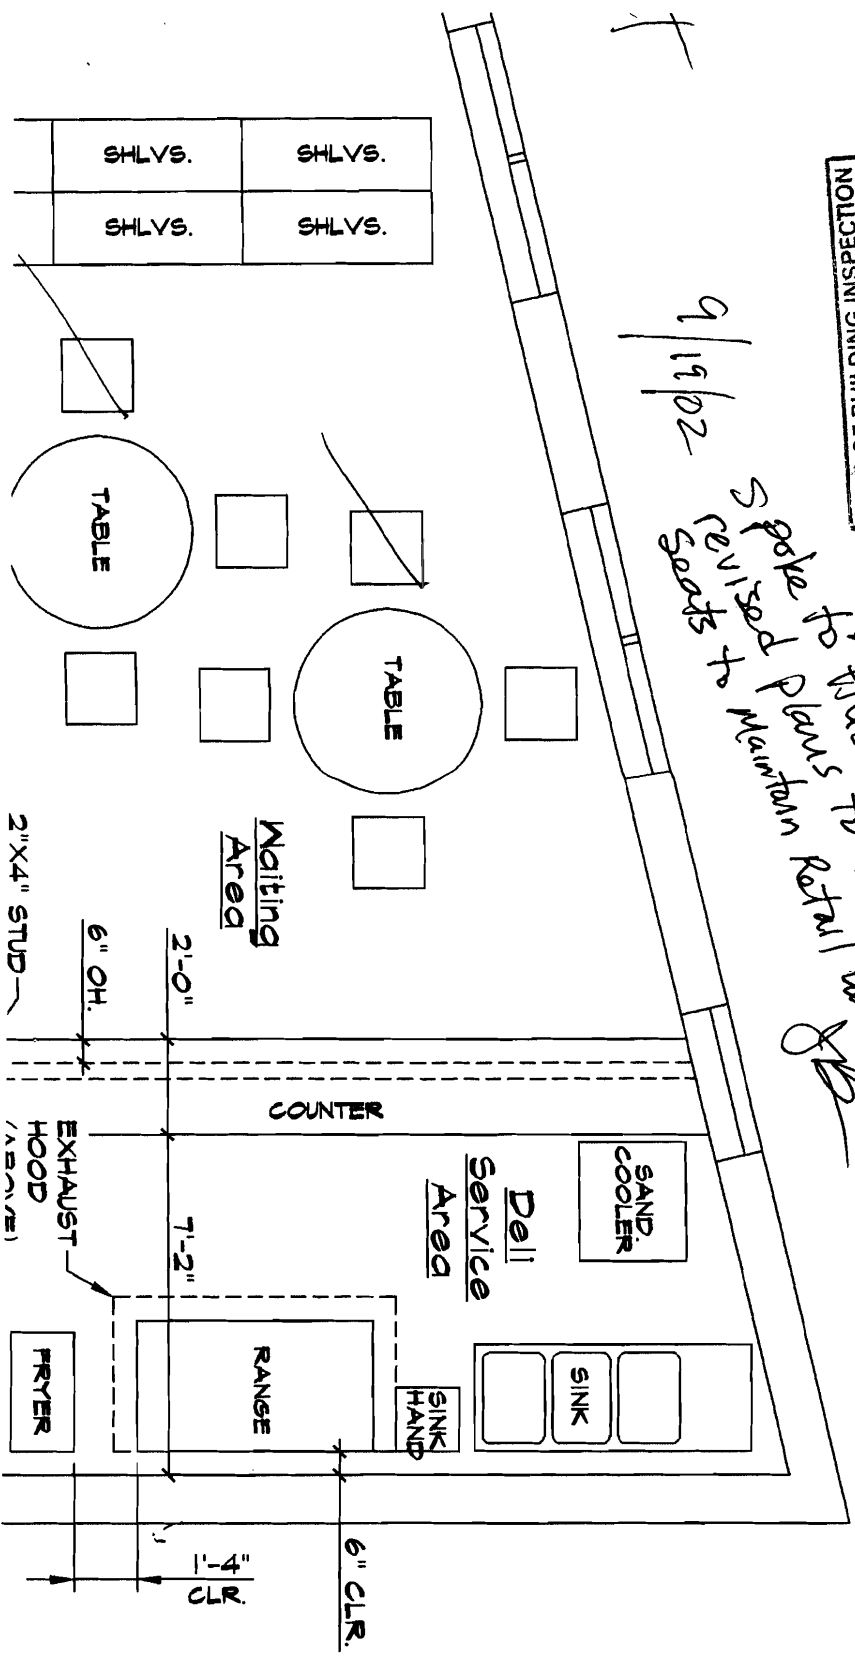 BUILDING INSPECTION
9/19/02 Spoke to
revised plans to
seats to maintain Retail
SHLVS.
SHLVS.
SHLVS.
SHLVS.
TABLE
TABLE
Waiting
Area
2"X4" STUD
6" OH.
2'-0"
COUNTER
EXHAUST
HOOD
7'-2"
Deli
Service
Area
SAND.
COOLER
FRYER
RANGE
SINK
HAND
SINK
1'-4"
CLR.
6" CLR.